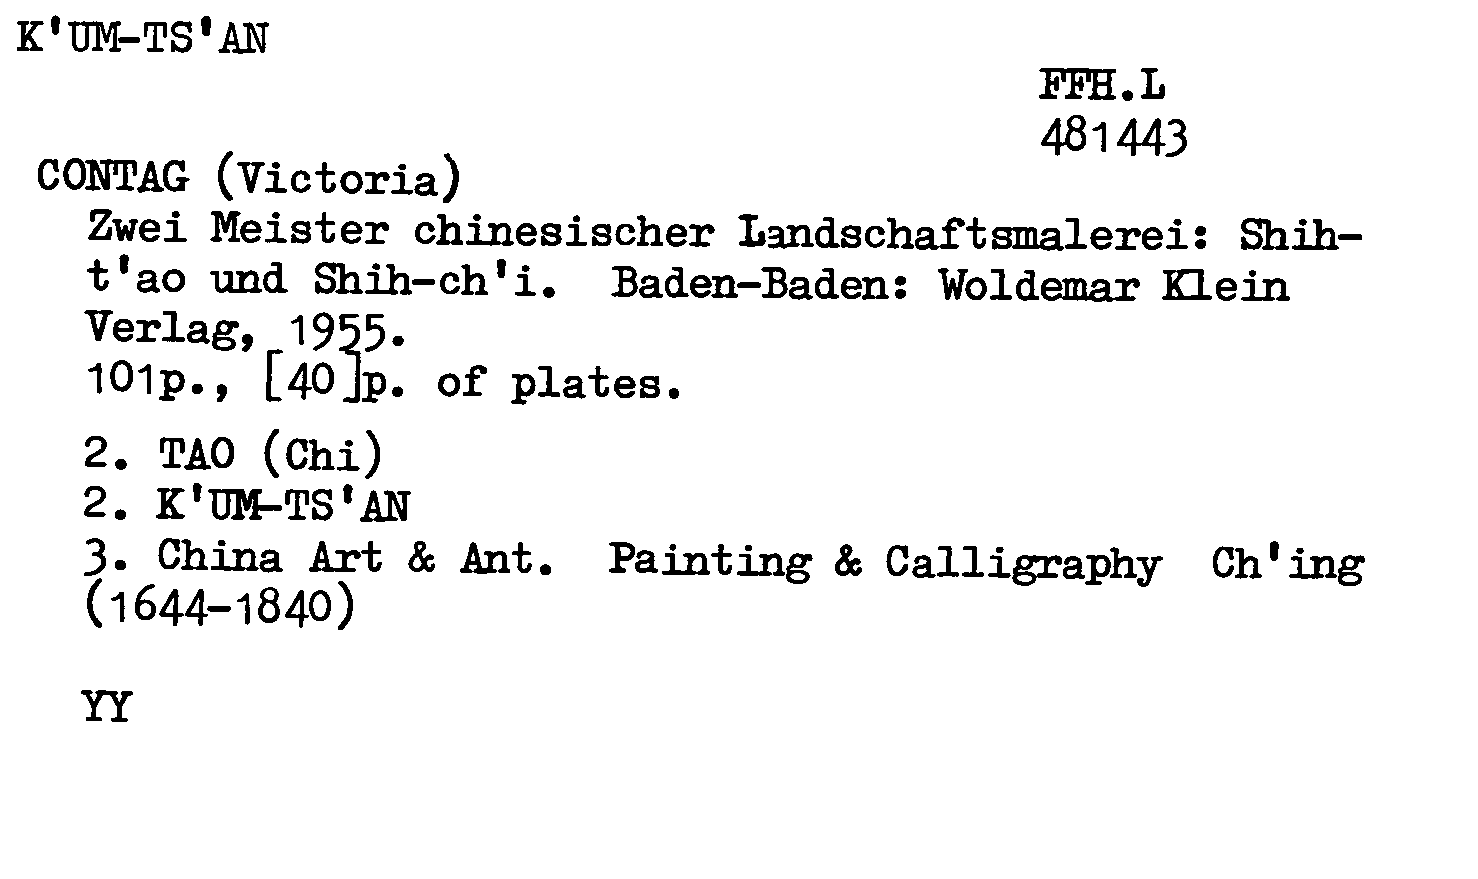 K'UM-TS'AN
FFH.L
481443
CONTAG (Victoria)
Zwei Meister chinesischer Landschaftsmalerei: Shih-
t'ao und Shih-ch'i. Baden-Baden: Woldemar Klein
Verlag, 1955.
101p., [40]p. of plates.
2. TAO (Chi)
2. K'UM-TS'AN
3. China Art & Ant. Painting & Calligraphy Ch'ing
(1644-1840)
YY